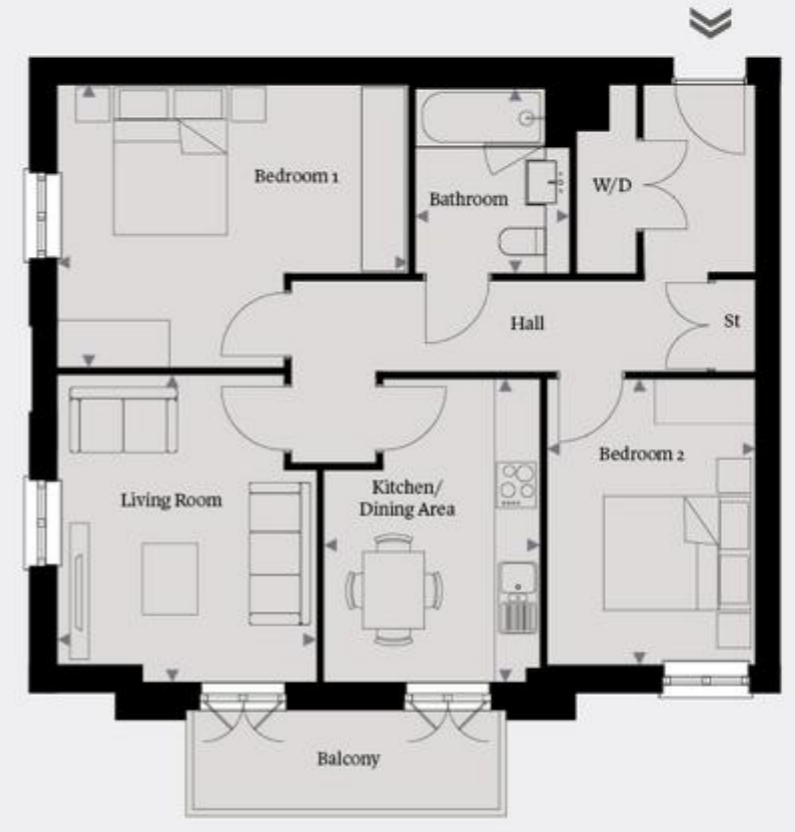 Bedroom 1
W/D
Bathroom
Hall
St
Bedroom 2
Living Room
Kitchen/
Dining Area
Balcony